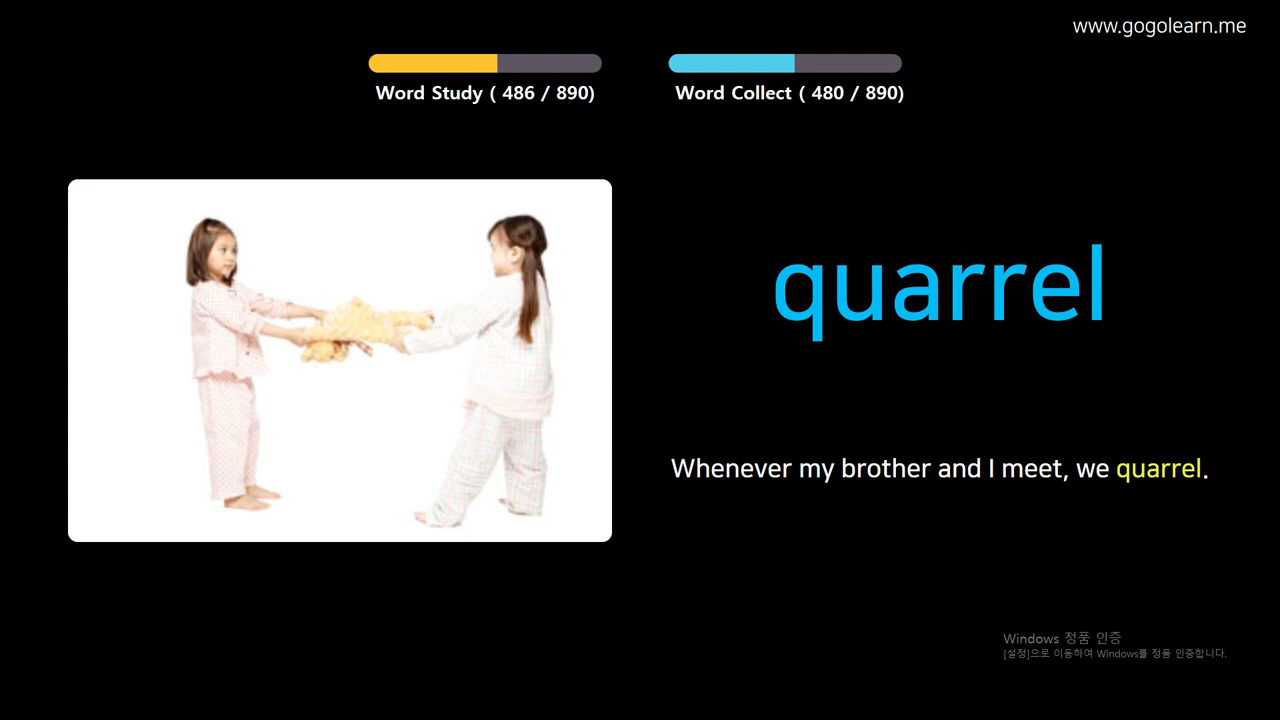 www.gogolearn.me
Word Study ( 486 / 890)
Word Collect ( 480 / 890)
quarrel
Whenever my brother and I meet, we quarrel.
Windows 정품 인증
[설정]으로 이동하여 Windows를 정품 인증합니다.